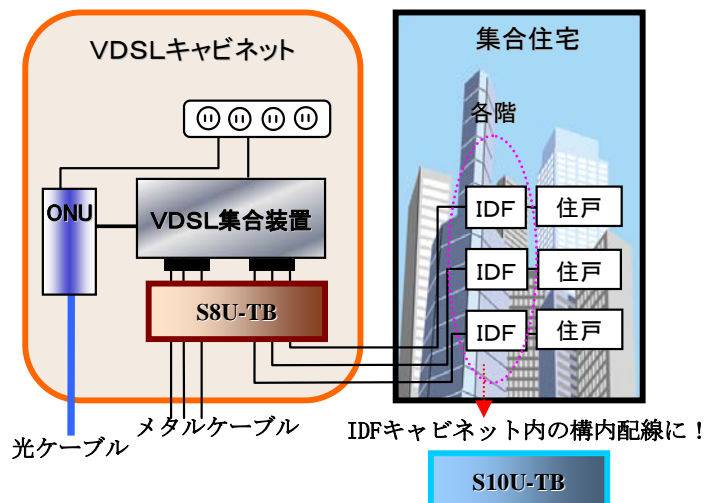 VDSLキャビネット
集合住宅
各階
ONU
VDSL集合装置
IDF
住戸
IDF
住戸
IDF
住戸
S8U-TB
メタルケーブル
光ケーブル
IDFキャビネット内の構内配線に！
S10U-TB